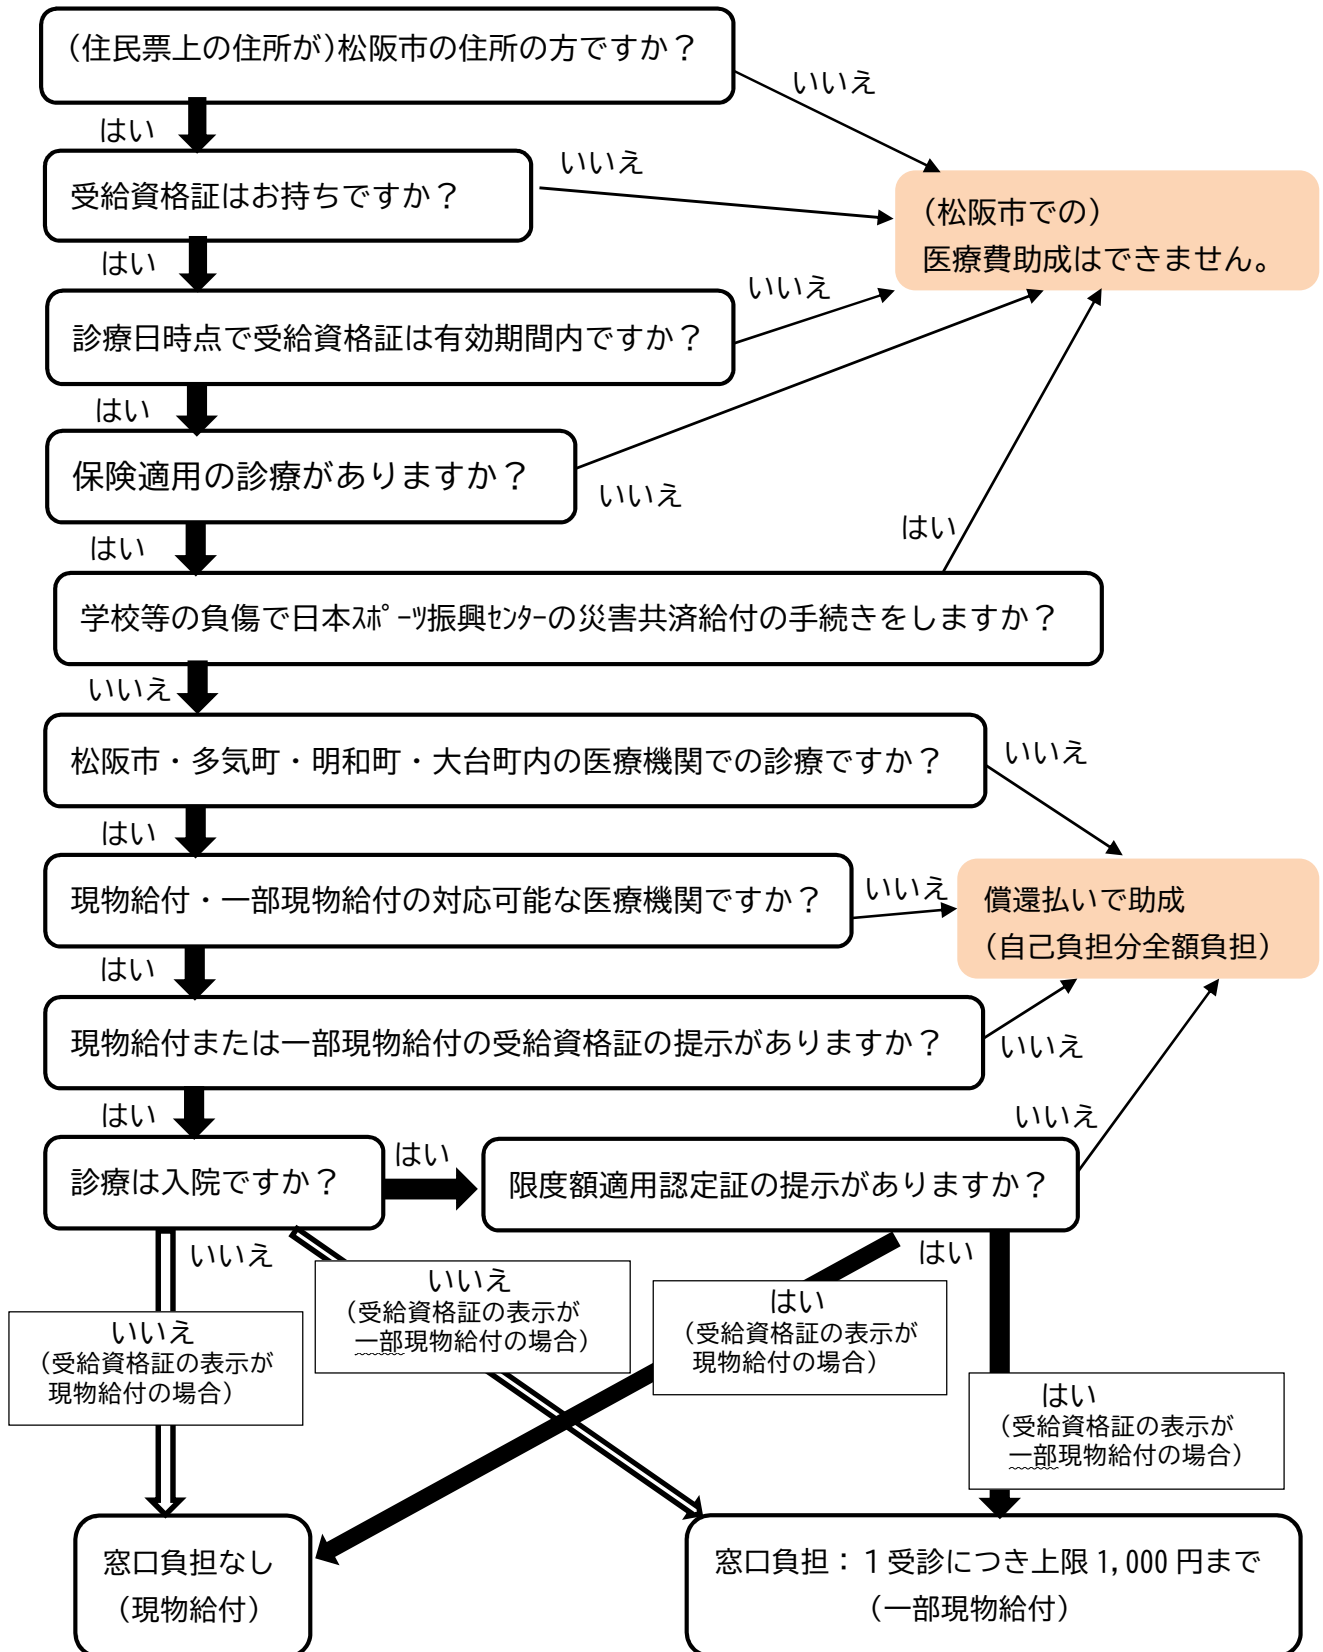 (住民票上の住所が)松阪市の住所の方ですか？
いいえ
はい
受給資格証はお持ちですか？
いいえ
(松阪市での)
医療費助成はできません。
はい
診療日時点で受給資格証は有効期間内ですか？
いいえ
はい
保険適用の診療がありますか？
いいえ
はい
はい
学校等の負傷で日本ｽﾎﾟｰﾂ振興ｾﾝﾀｰの災害共済給付の手続きをしますか？
いいえ
松阪市・多気町・明和町・大台町内の医療機関での診療ですか？
いいえ
はい
現物給付・一部現物給付の対応可能な医療機関ですか？
いいえ
償還払いで助成
(自己負担分全額負担)
はい
現物給付または一部現物給付の受給資格証の提示がありますか？
いいえ
はい
いいえ
診療は入院ですか？
はい
限度額適用認定証の提示がありますか？
いいえ
はい
いいえ
(受給資格証の表示が
現物給付の場合)
いいえ
(受給資格証の表示が
一部現物給付の場合)
はい
(受給資格証の表示が
現物給付の場合)
はい
(受給資格証の表示が
一部現物給付の場合)
窓口負担なし
(現物給付)
窓口負担：１受診につき上限 1,000 円まで
(一部現物給付)